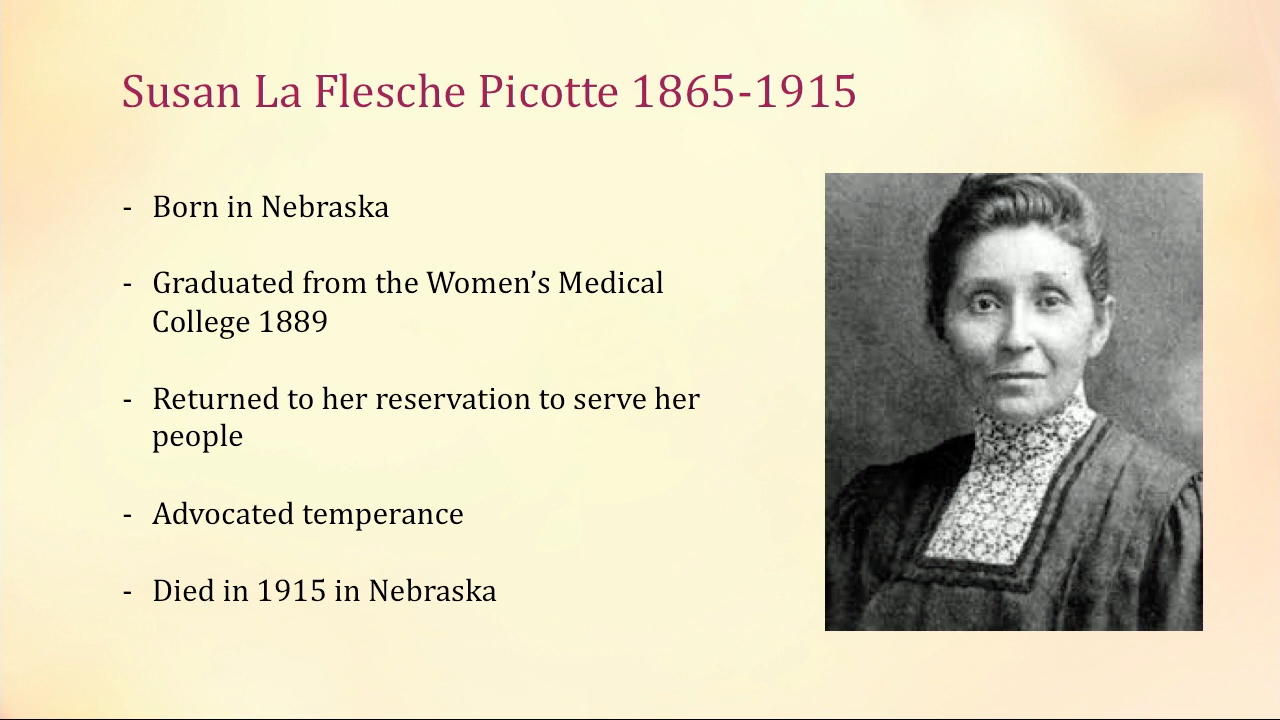 Susan La Flesche Picotte 1865-1915
- Born in Nebraska
- Graduated from the Women’s Medical
College 1889
- Returned to her reservation to serve her
people
- Advocated temperance
- Died in 1915 in Nebraska